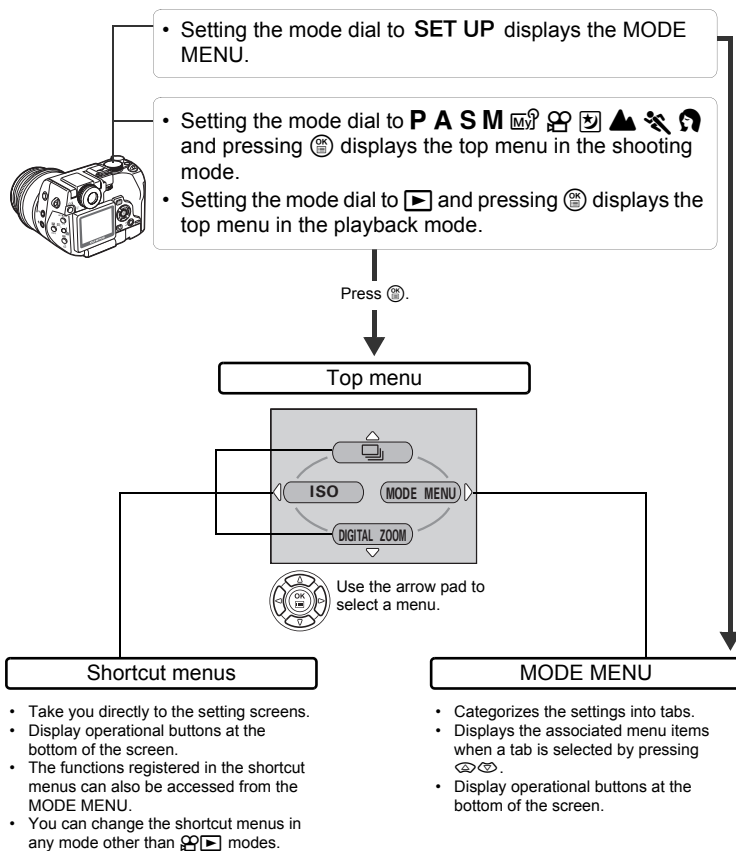 • Setting the mode dial to SET UP displays the MODE
MENU.
• Setting the mode dial to P A S M My
and pressing OK displays the top menu in the shooting
mode.
• Setting the mode dial to and pressing OK displays the
top menu in the playback mode.
Press OK.
Top menu
ISO
MODE MENU
DIGITAL ZOOM
OK
Use the arrow pad to
select a menu.
Shortcut menus
• Take you directly to the setting screens.
• Display operational buttons at the
bottom of the screen.
• The functions registered in the shortcut
menus can also be accessed from the
MODE MENU.
• You can change the shortcut menus in
any mode other than modes.
MODE MENU
• Categorizes the settings into tabs.
• Displays the associated menu items
when a tab is selected by pressing
.
• Display operational buttons at the
bottom of the screen.